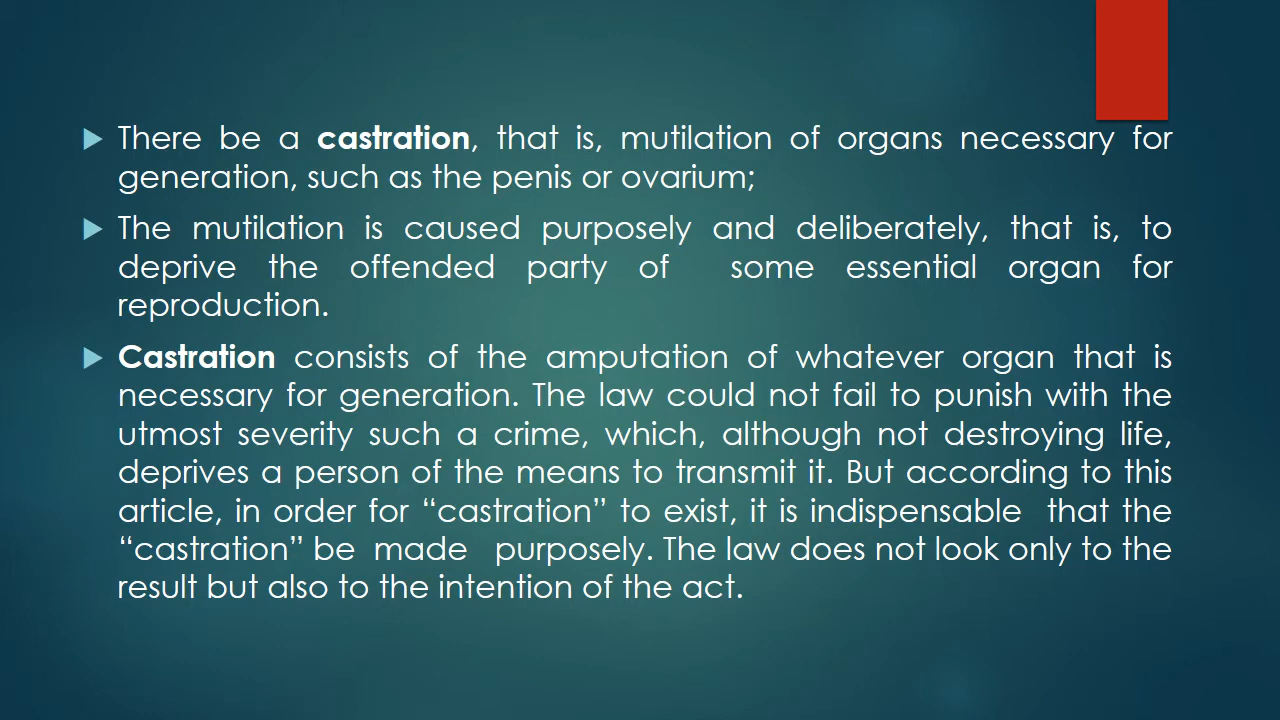 There be a castration, that is, mutilation of organs necessary for
generation, such as the penis or ovarium;
The mutilation is caused purposely and deliberately, that is, to
deprive the offended party of some essential organ for
reproduction.
Castration consists of the amputation of whatever organ that is
necessary for generation. The law could not fail to punish with the
utmost severity such a crime, which, although not destroying life,
deprives a person of the means to transmit it. But according to this
article, in order for “castration” to exist, it is indispensable that the
“castration” be made purposely. The law does not look only to the
result but also to the intention of the act.